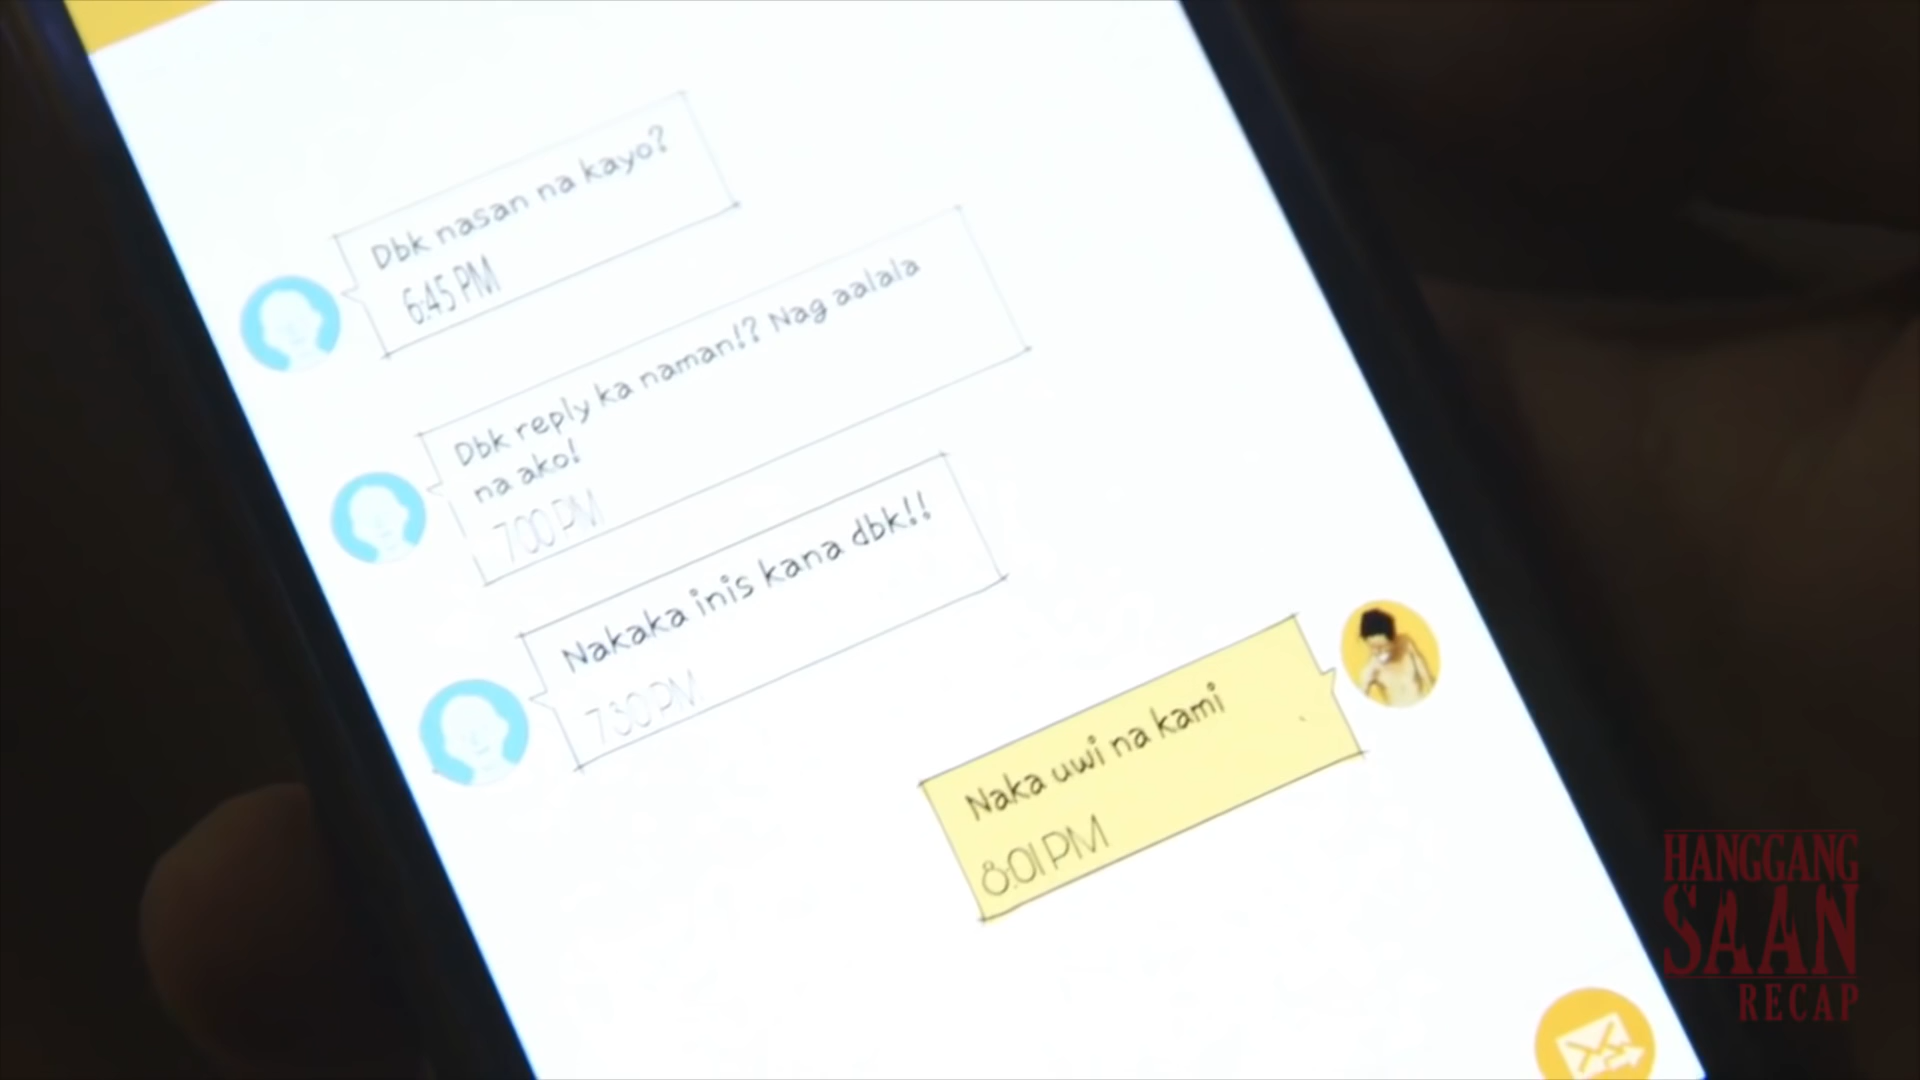 Dbk nasan na kayo?
6:45 PM
Dbk reply ka naman!? Nag aalala
na ako!
7:00 PM
Nakaka inis kana dbk!!
7:30 PM
Naka uwi na kami
8:01 PM
HANGGANG
SAAN
RECAP